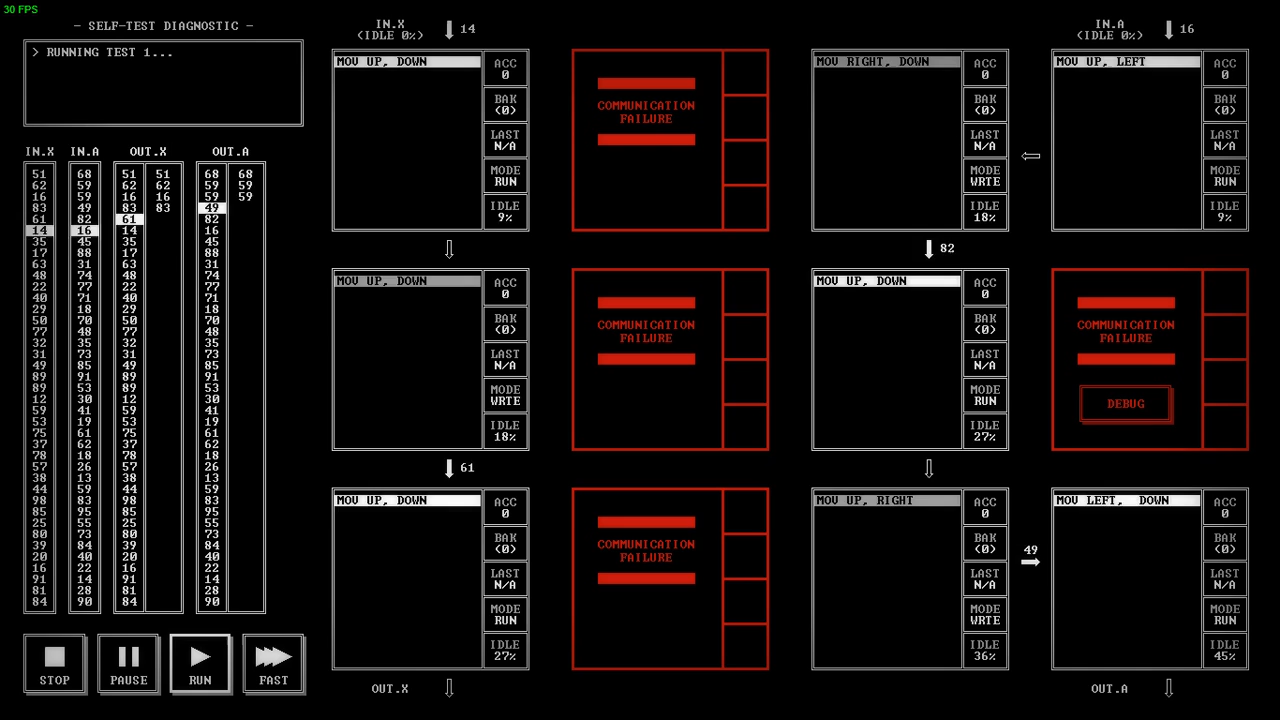 30 FPS
— SELF-TEST DIAGNOSTIC —
> RUNNING TEST 1...
IN.X IN.A OUT.X OUT.A
51 68 51 51 68 68
62 59 62 62 59 59
16 59 16 16 59 59
83 49 83 83 49
61 82 61 82
14 16 14 16
35 45 35 45
17 88 17 88
63 31 63 31
48 74 48 74
22 77 22 77
40 71 40 71
29 18 29 18
50 70 50 70
77 48 77 48
32 35 32 35
31 73 31 73
49 85 49 85
89 91 89 91
89 53 89 53
12 30 12 30
59 41 59 41
53 19 53 19
75 61 75 61
37 62 37 62
78 18 78 18
57 26 57 26
38 13 38 13
44 59 44 59
98 83 98 83
85 95 85 95
25 55 25 55
80 73 80 73
39 84 39 84
20 40 20 40
16 22 16 22
91 14 91 14
81 28 81 28
84 90 84 90
STOP PAUSE RUN FAST
IN.X
(IDLE 0%) 14
IN.A
(IDLE 0%) 16
MOV UP, DOWN
ACC
0
BAK
(0)
LAST
N/A
MODE
RUN
IDLE
9%
COMMUNICATION
FAILURE
MOV RIGHT, DOWN
ACC
0
BAK
(0)
LAST
N/A
MODE
WRTE
IDLE
18%
MOV UP, LEFT
ACC
0
BAK
(0)
LAST
N/A
MODE
RUN
IDLE
9%
82
MOV UP, DOWN
ACC
0
BAK
(0)
LAST
N/A
MODE
WRTE
IDLE
18%
COMMUNICATION
FAILURE
MOV UP, DOWN
ACC
0
BAK
(0)
LAST
N/A
MODE
RUN
IDLE
27%
COMMUNICATION
FAILURE
DEBUG
61
MOV UP, DOWN
ACC
0
BAK
(0)
LAST
N/A
MODE
RUN
IDLE
27%
COMMUNICATION
FAILURE
MOV UP, RIGHT
ACC
0
BAK
(0)
LAST
N/A
MODE
WRTE
IDLE
36%
49
MOV LEFT, DOWN
ACC
0
BAK
(0)
LAST
N/A
MODE
RUN
IDLE
45%
OUT.X
OUT.A